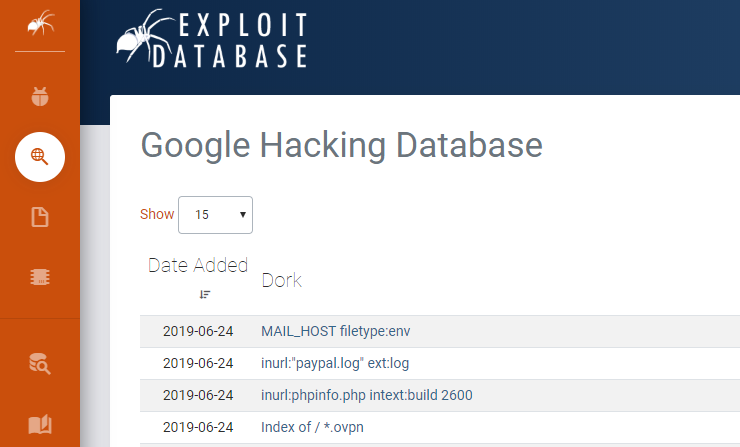 EXPLOIT
DATABASE
Google Hacking Database
Show 15
Date Added Dork
2019-06-24 MAIL_HOST filetype:env
2019-06-24 inurl:"paypal.log" ext:log
2019-06-24 inurl:phpinfo.php intext:build 2600
2019-06-24 Index of / *.ovpn